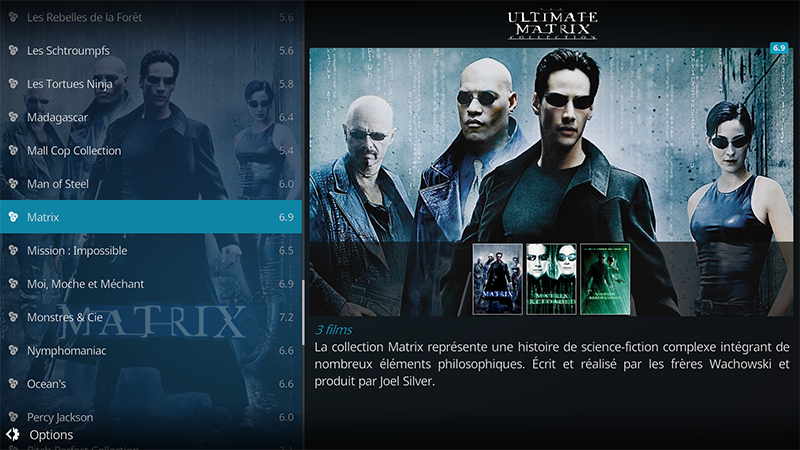 Les Rebelles de la Forêt 5.6
Les Schtroumpfs 5.6
Les Tortues Ninja 5.8
Madagascar 6.4
Mall Cop Collection 5.4
Man of Steel 6.0
Matrix 6.9
Mission : Impossible 6.5
Moi, Moche et Méchant 6.9
Monstres & Cie 7.2
MATRIX
Nymphomaniac 6.6
Ocean's 6.6
Percy Jackson 6.0
Pitch Perfect Collection 7.1
Options
ULTIMATE
MATRIX
COLLECTION
6.9
MATRIX
MATRIX
RELOADED
3 films
La collection Matrix représente une histoire de science-fiction complexe intégrant de
nombreux éléments philosophiques. Écrit et réalisé par les frères Wachowski et
produit par Joel Silver.